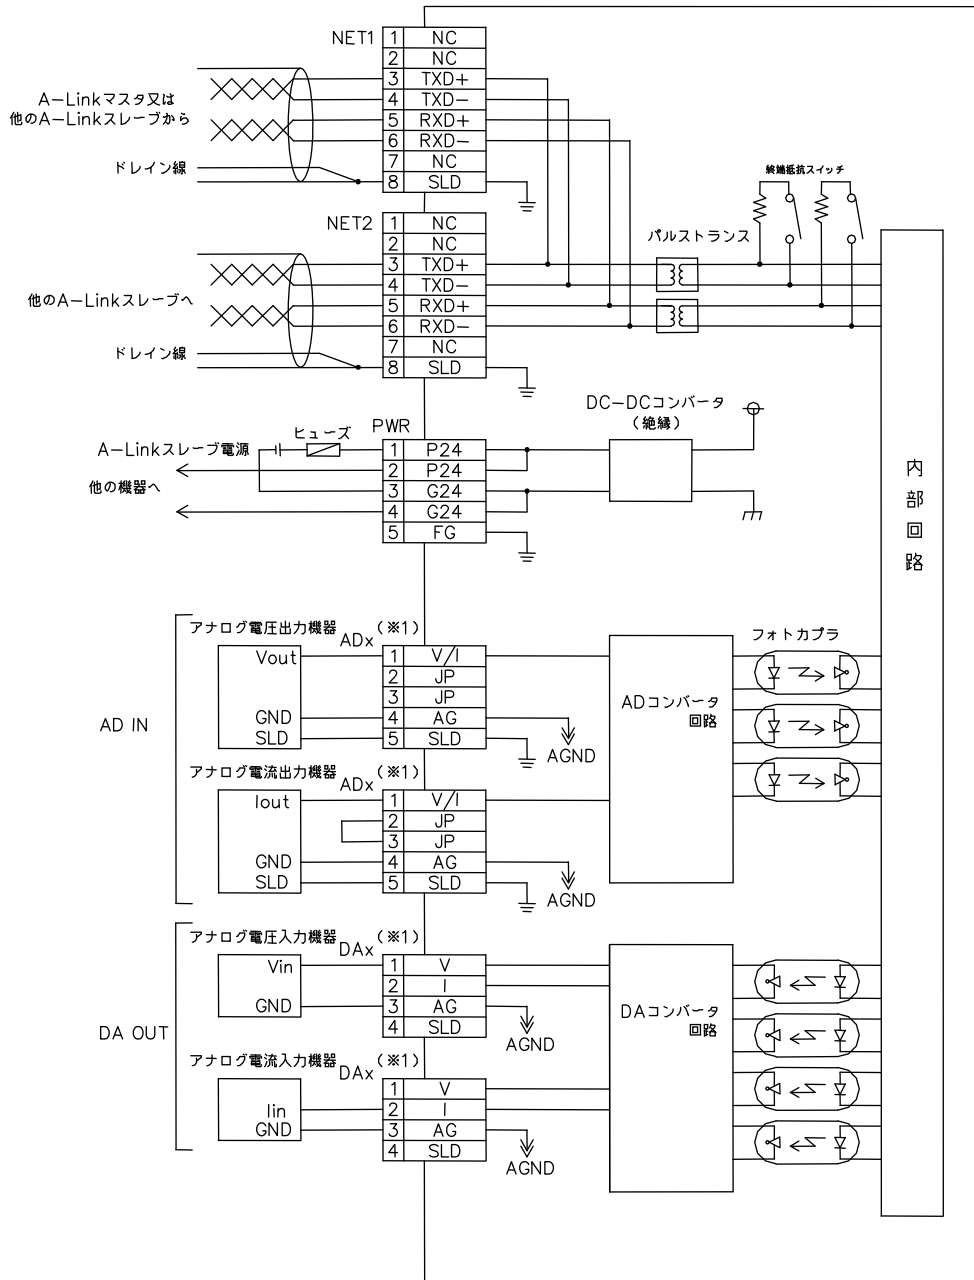 NET1
1 NC
2 NC
3 TXD+
4 TXD−
5 RXD+
6 RXD−
7 NC
8 SLD
A−Linkマスタ又は
他のA−Linkスレーブから
ドレイン線
NET2
1 NC
2 NC
3 TXD+
4 TXD−
5 RXD+
6 RXD−
7 NC
8 SLD
他のA−Linkスレーブへ
ドレイン線
終端抵抗スイッチ
パルストランス
DC−DCコンバータ
(絶縁)
PWR
ヒューズ
1 P24
2 P24
3 G24
4 G24
5 FG
A−Linkスレーブ電源
他の機器へ
内部回路
AD IN
アナログ電圧出力機器
ADx (※1)
Vout
GND
SLD
1 V/I
2 JP
3 JP
4 AG
5 SLD
AGND
アナログ電流出力機器
ADx (※1)
Iout
GND
SLD
1 V/I
2 JP
3 JP
4 AG
5 SLD
AGND
ADコンバータ
回路
フォトカプラ
DA OUT
アナログ電圧入力機器
DAx (※1)
Vin
GND
1 V
2 I
3 AG
4 SLD
AGND
アナログ電流入力機器
DAx (※1)
Iin
GND
1 V
2 I
3 AG
4 SLD
AGND
DAコンバータ
回路